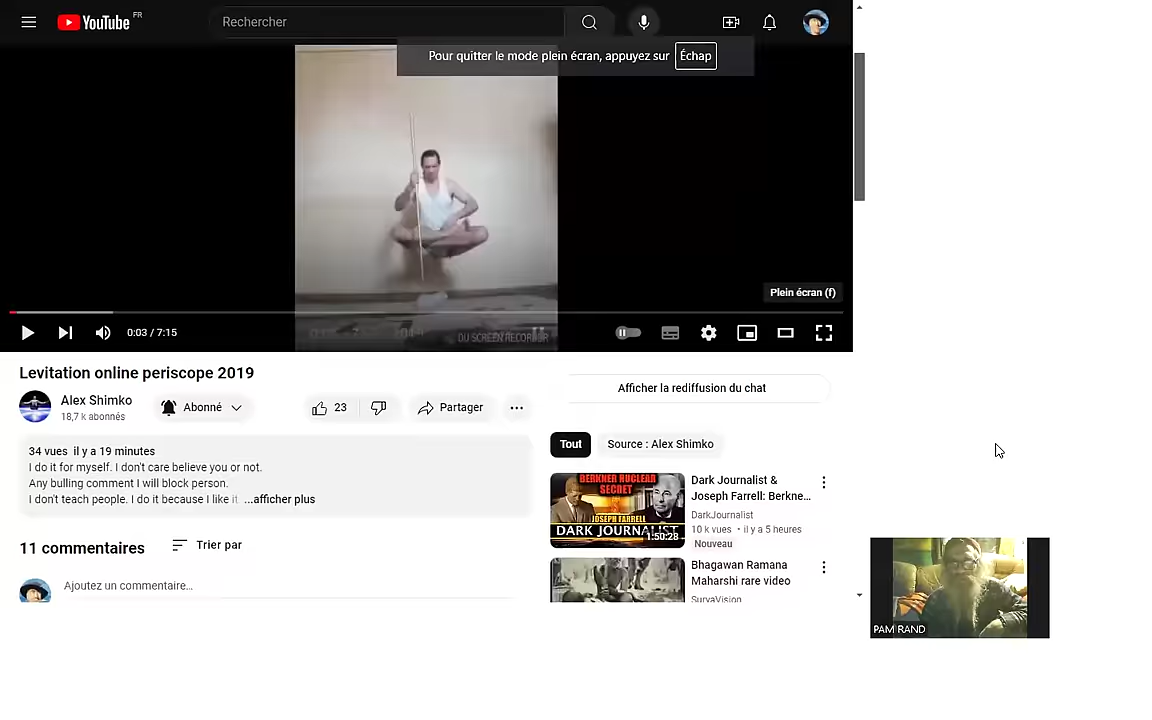 YouTube FR
Rechercher
Pour quitter le mode plein écran, appuyez sur Échap
Plein écran (f)
DU SCREEN RECORDER
0:03 / 7:15
Levitation online periscope 2019
Alex Shimko
18,7 k abonnés
Abonné
23
Partager
34 vues il y a 19 minutes
I do it for myself. I don't care believe you or not.
Any bulling comment I will block person.
I don't teach people. I do it because I like it ...afficher plus
11 commentaires
Trier par
Ajoutez un commentaire...
Afficher la rediffusion du chat
Tout
Source : Alex Shimko
BERKNER NUCLEAR
SECRET
JOSEPH FARRELL
DARK JOURNALIST
1:50:28
Dark Journalist &
Joseph Farrell: Berkne...
DarkJournalist
10 k vues • il y a 5 heures
Nouveau
Bhagawan Ramana
Maharshi rare video
SuryaVision
PAM RAND